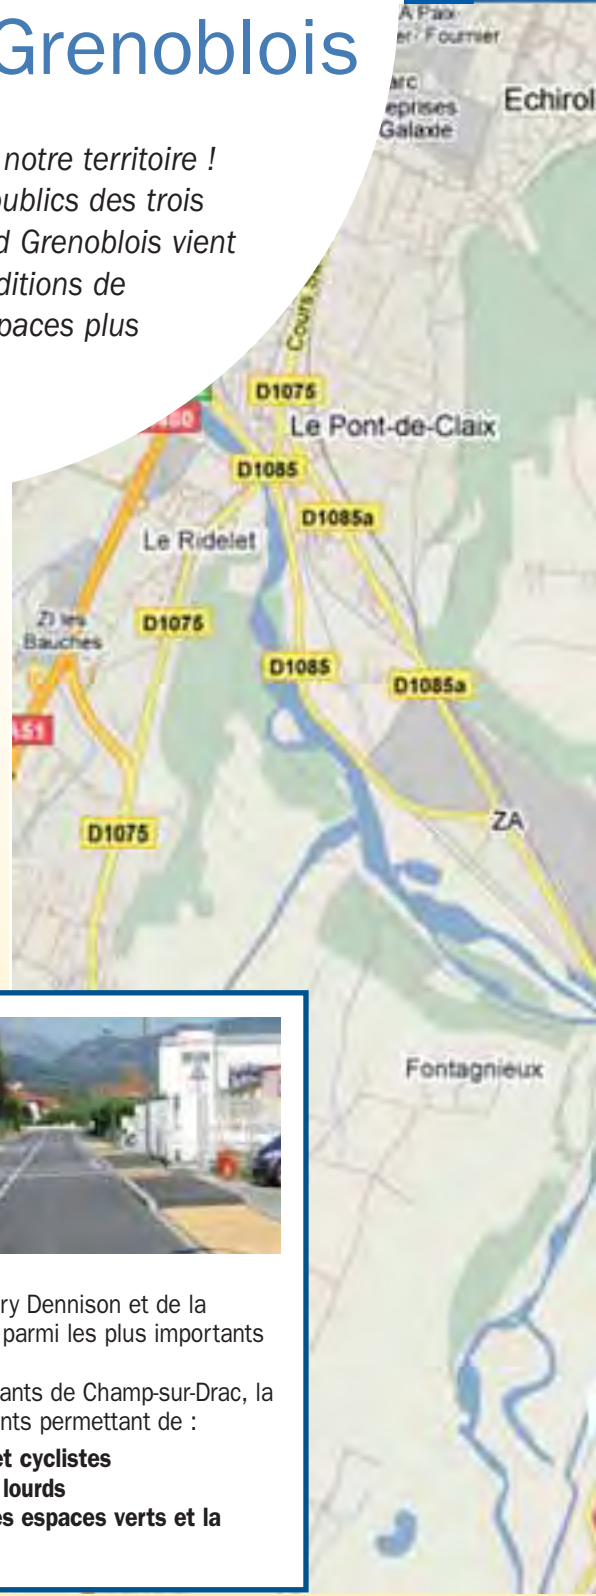 Grenoblois
notre territoire !
publics des trois
d Grenoblois vient
ditions de
paces plus
A Paix
er- Fournier
arc
eprises
Galaxie
Echirol
Cours S
D1075
Le Pont-de-Claix
D1085
D1085a
Le Ridelet
ZI les
Bauches
D1075
D1085
D1085a
A51
D1075
ZA
Fontagnieux
ry Dennison et de la
parmi les plus importants
ants de Champ-sur-Drac, la
nts permettant de :
et cyclistes
lourds
es espaces verts et la